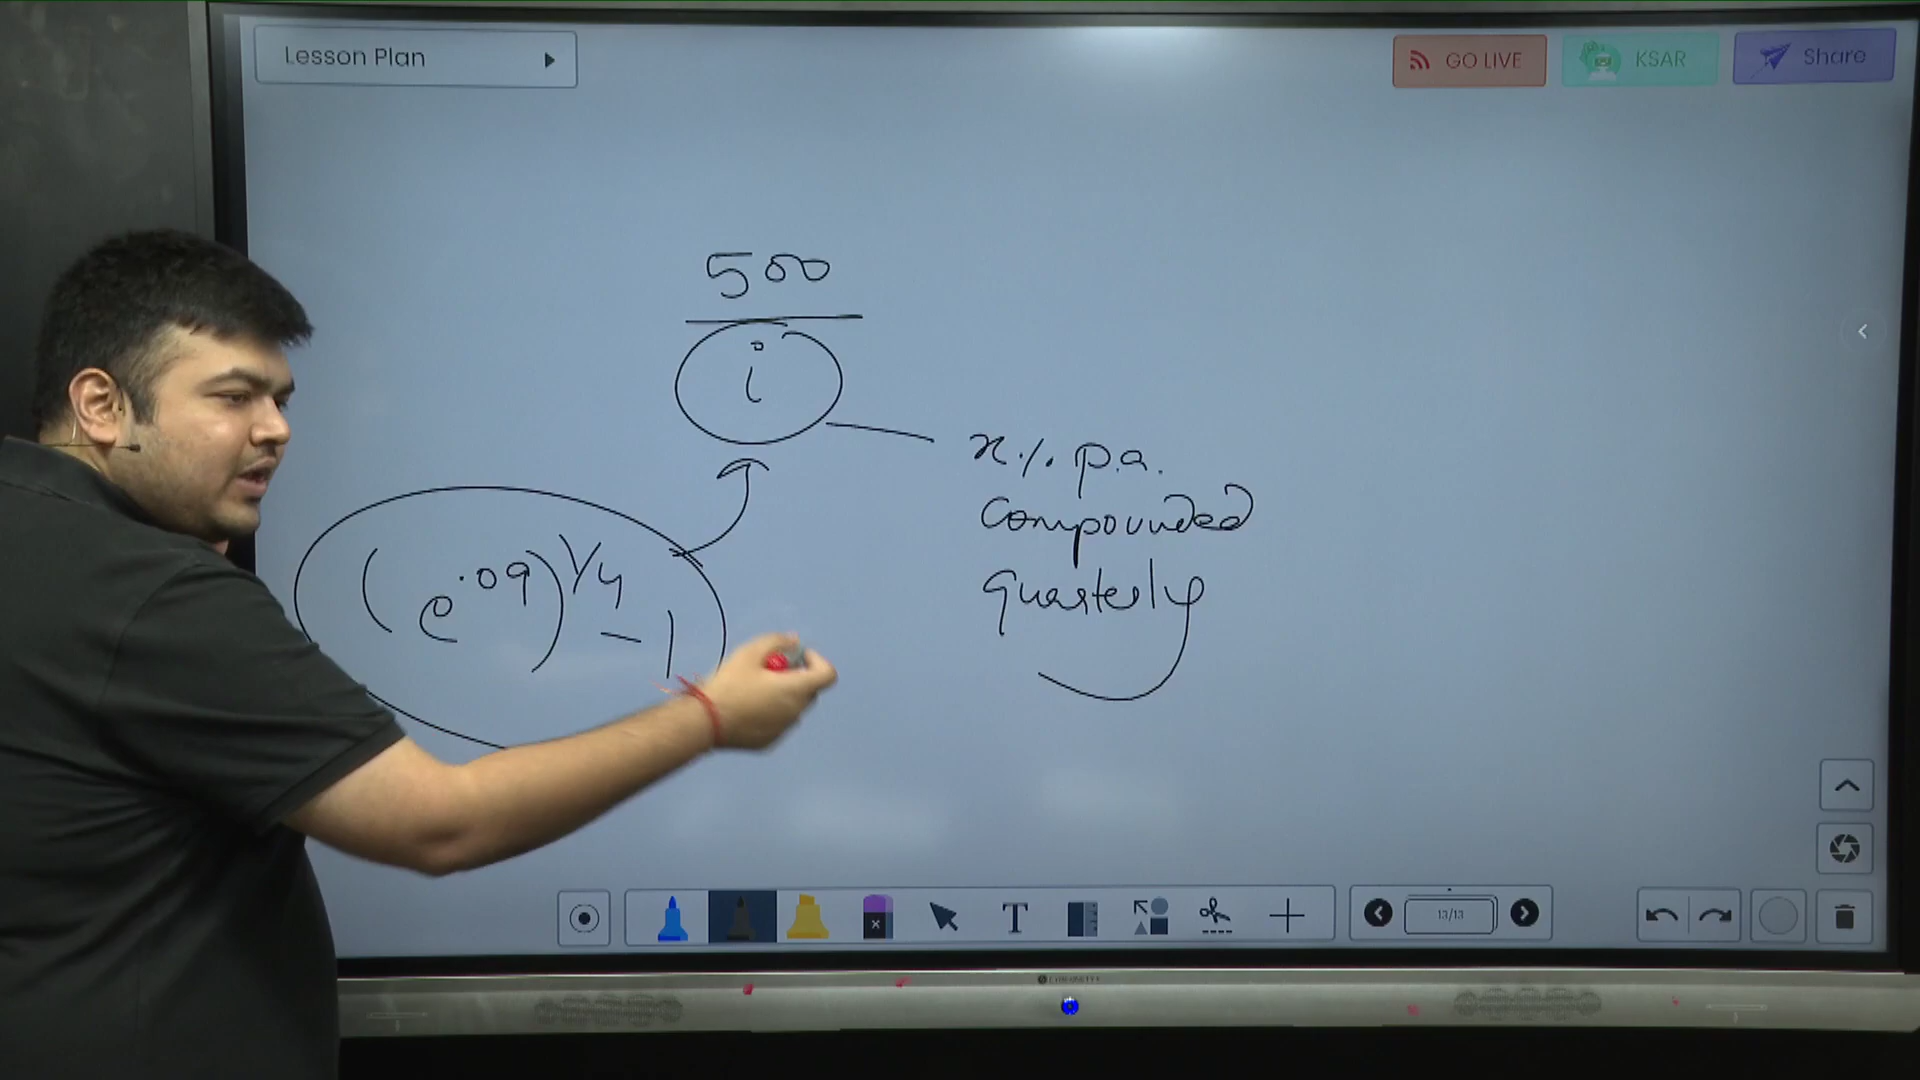 Lesson Plan
GO LIVE
KSAR
Share
500
i
x% p.a.
compounded
quarterly
(e^.09)^1/4 - 1
T
13/13